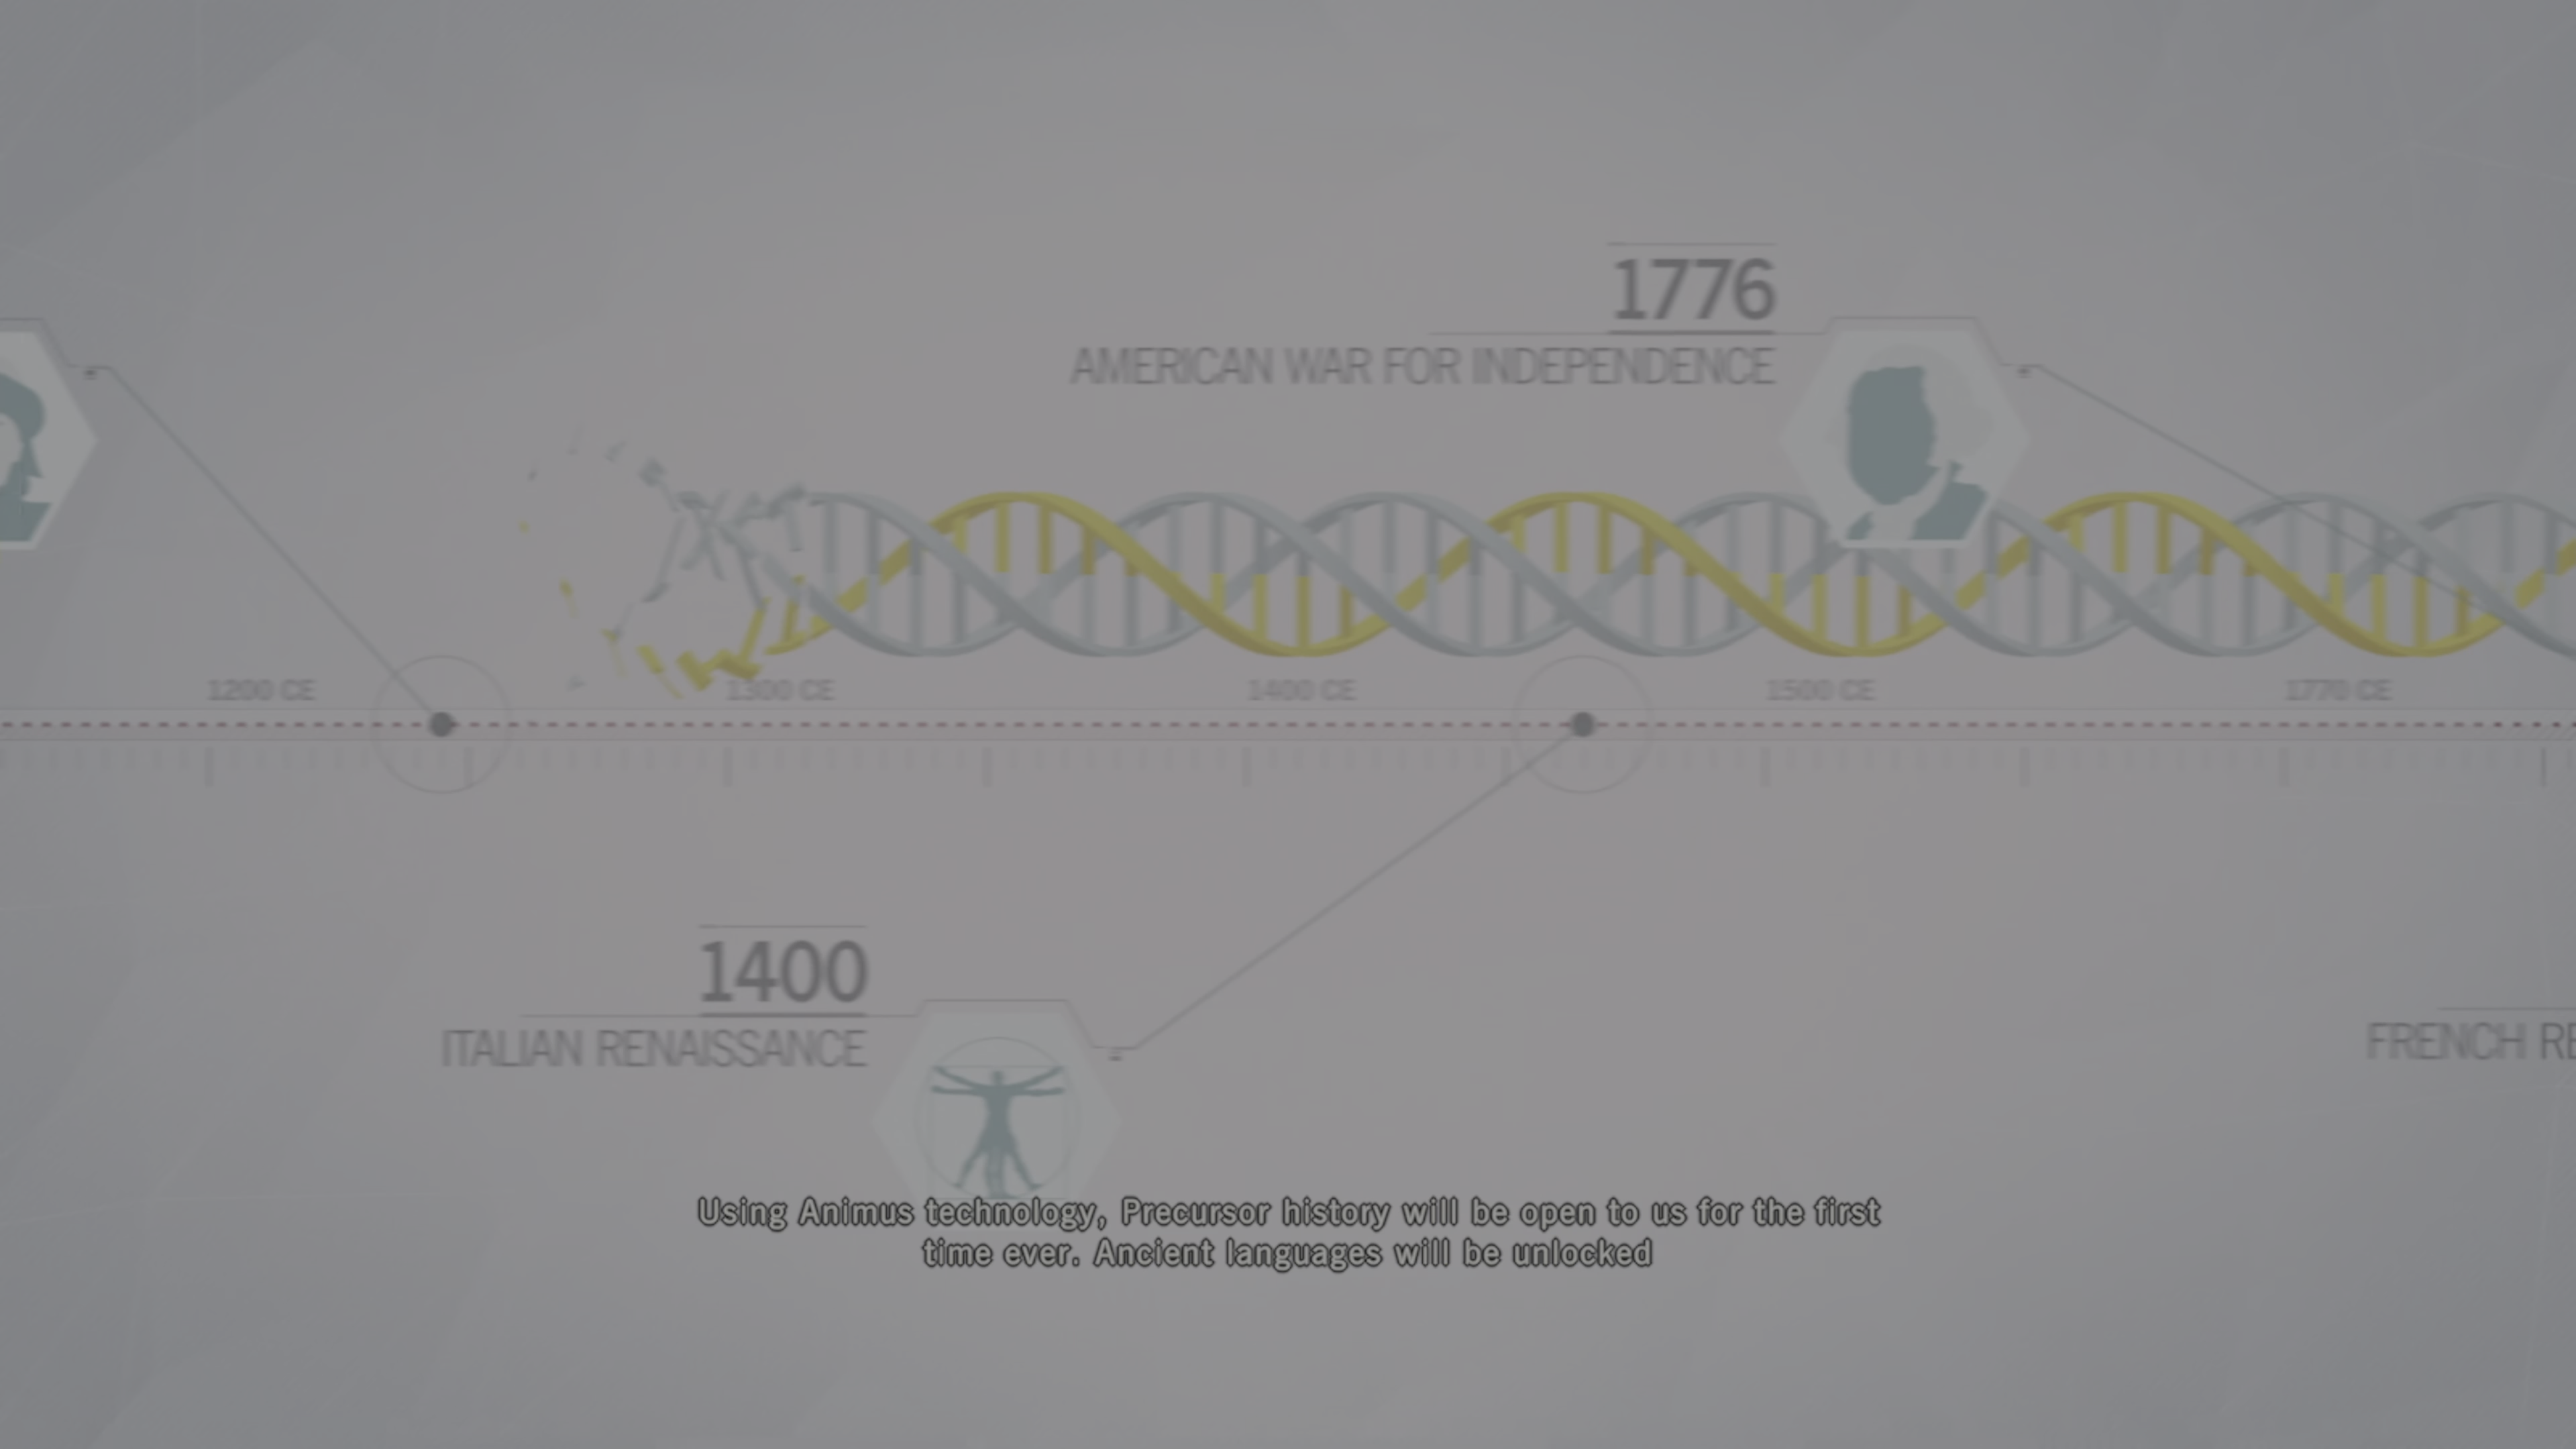 1776
AMERICAN WAR FOR INDEPENDENCE
1200 CE
1300 CE
1400 CE
1500 CE
1770 CE
1400
ITALIAN RENAISSANCE
FRENCH RE
Using Animus technology, Precursor history will be open to us for the first
time ever. Ancient languages will be unlocked